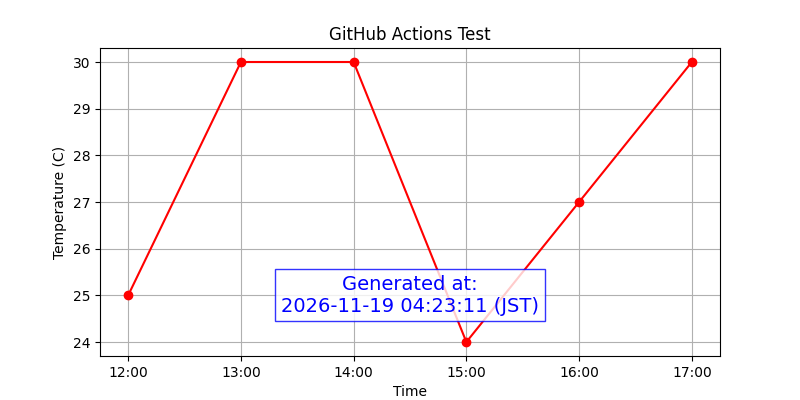 GitHub Actions Test
Temperature (C)
30
29
28
27
26
25
24
Generated at:
2026-11-19 04:23:11 (JST)
12:00
13:00
14:00
15:00
16:00
17:00
Time